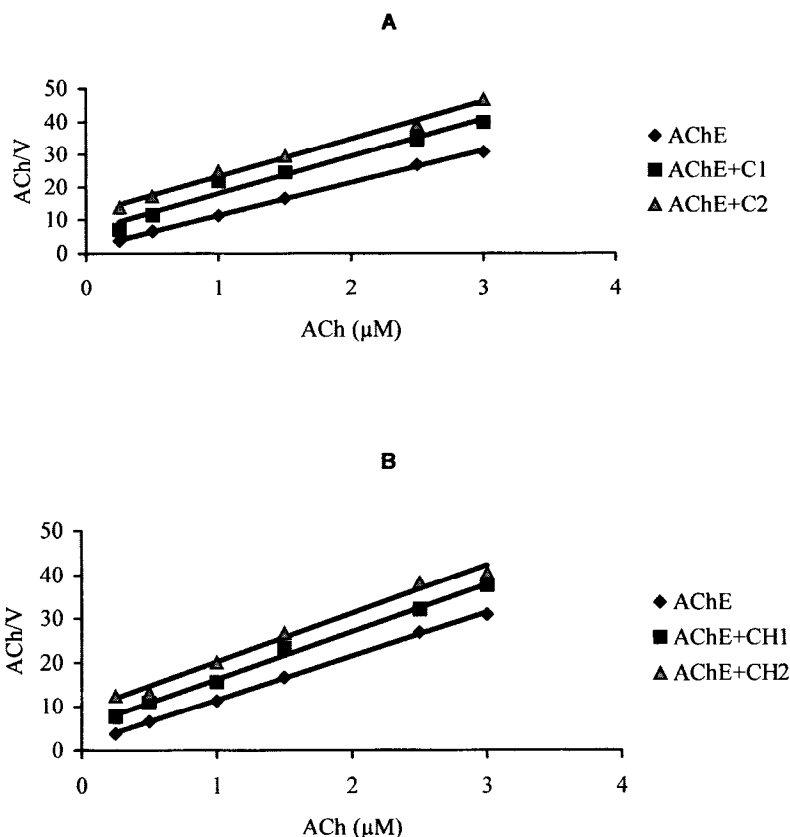 A
50
40
30
20
10
0
ACh/V
0 1 2 3 4
ACh (µM)
AChE
AChE+C1
AChE+C2
B
50
40
30
20
10
0
ACh/V
0 1 2 3 4
ACh (µM)
AChE
AChE+CH1
AChE+CH2